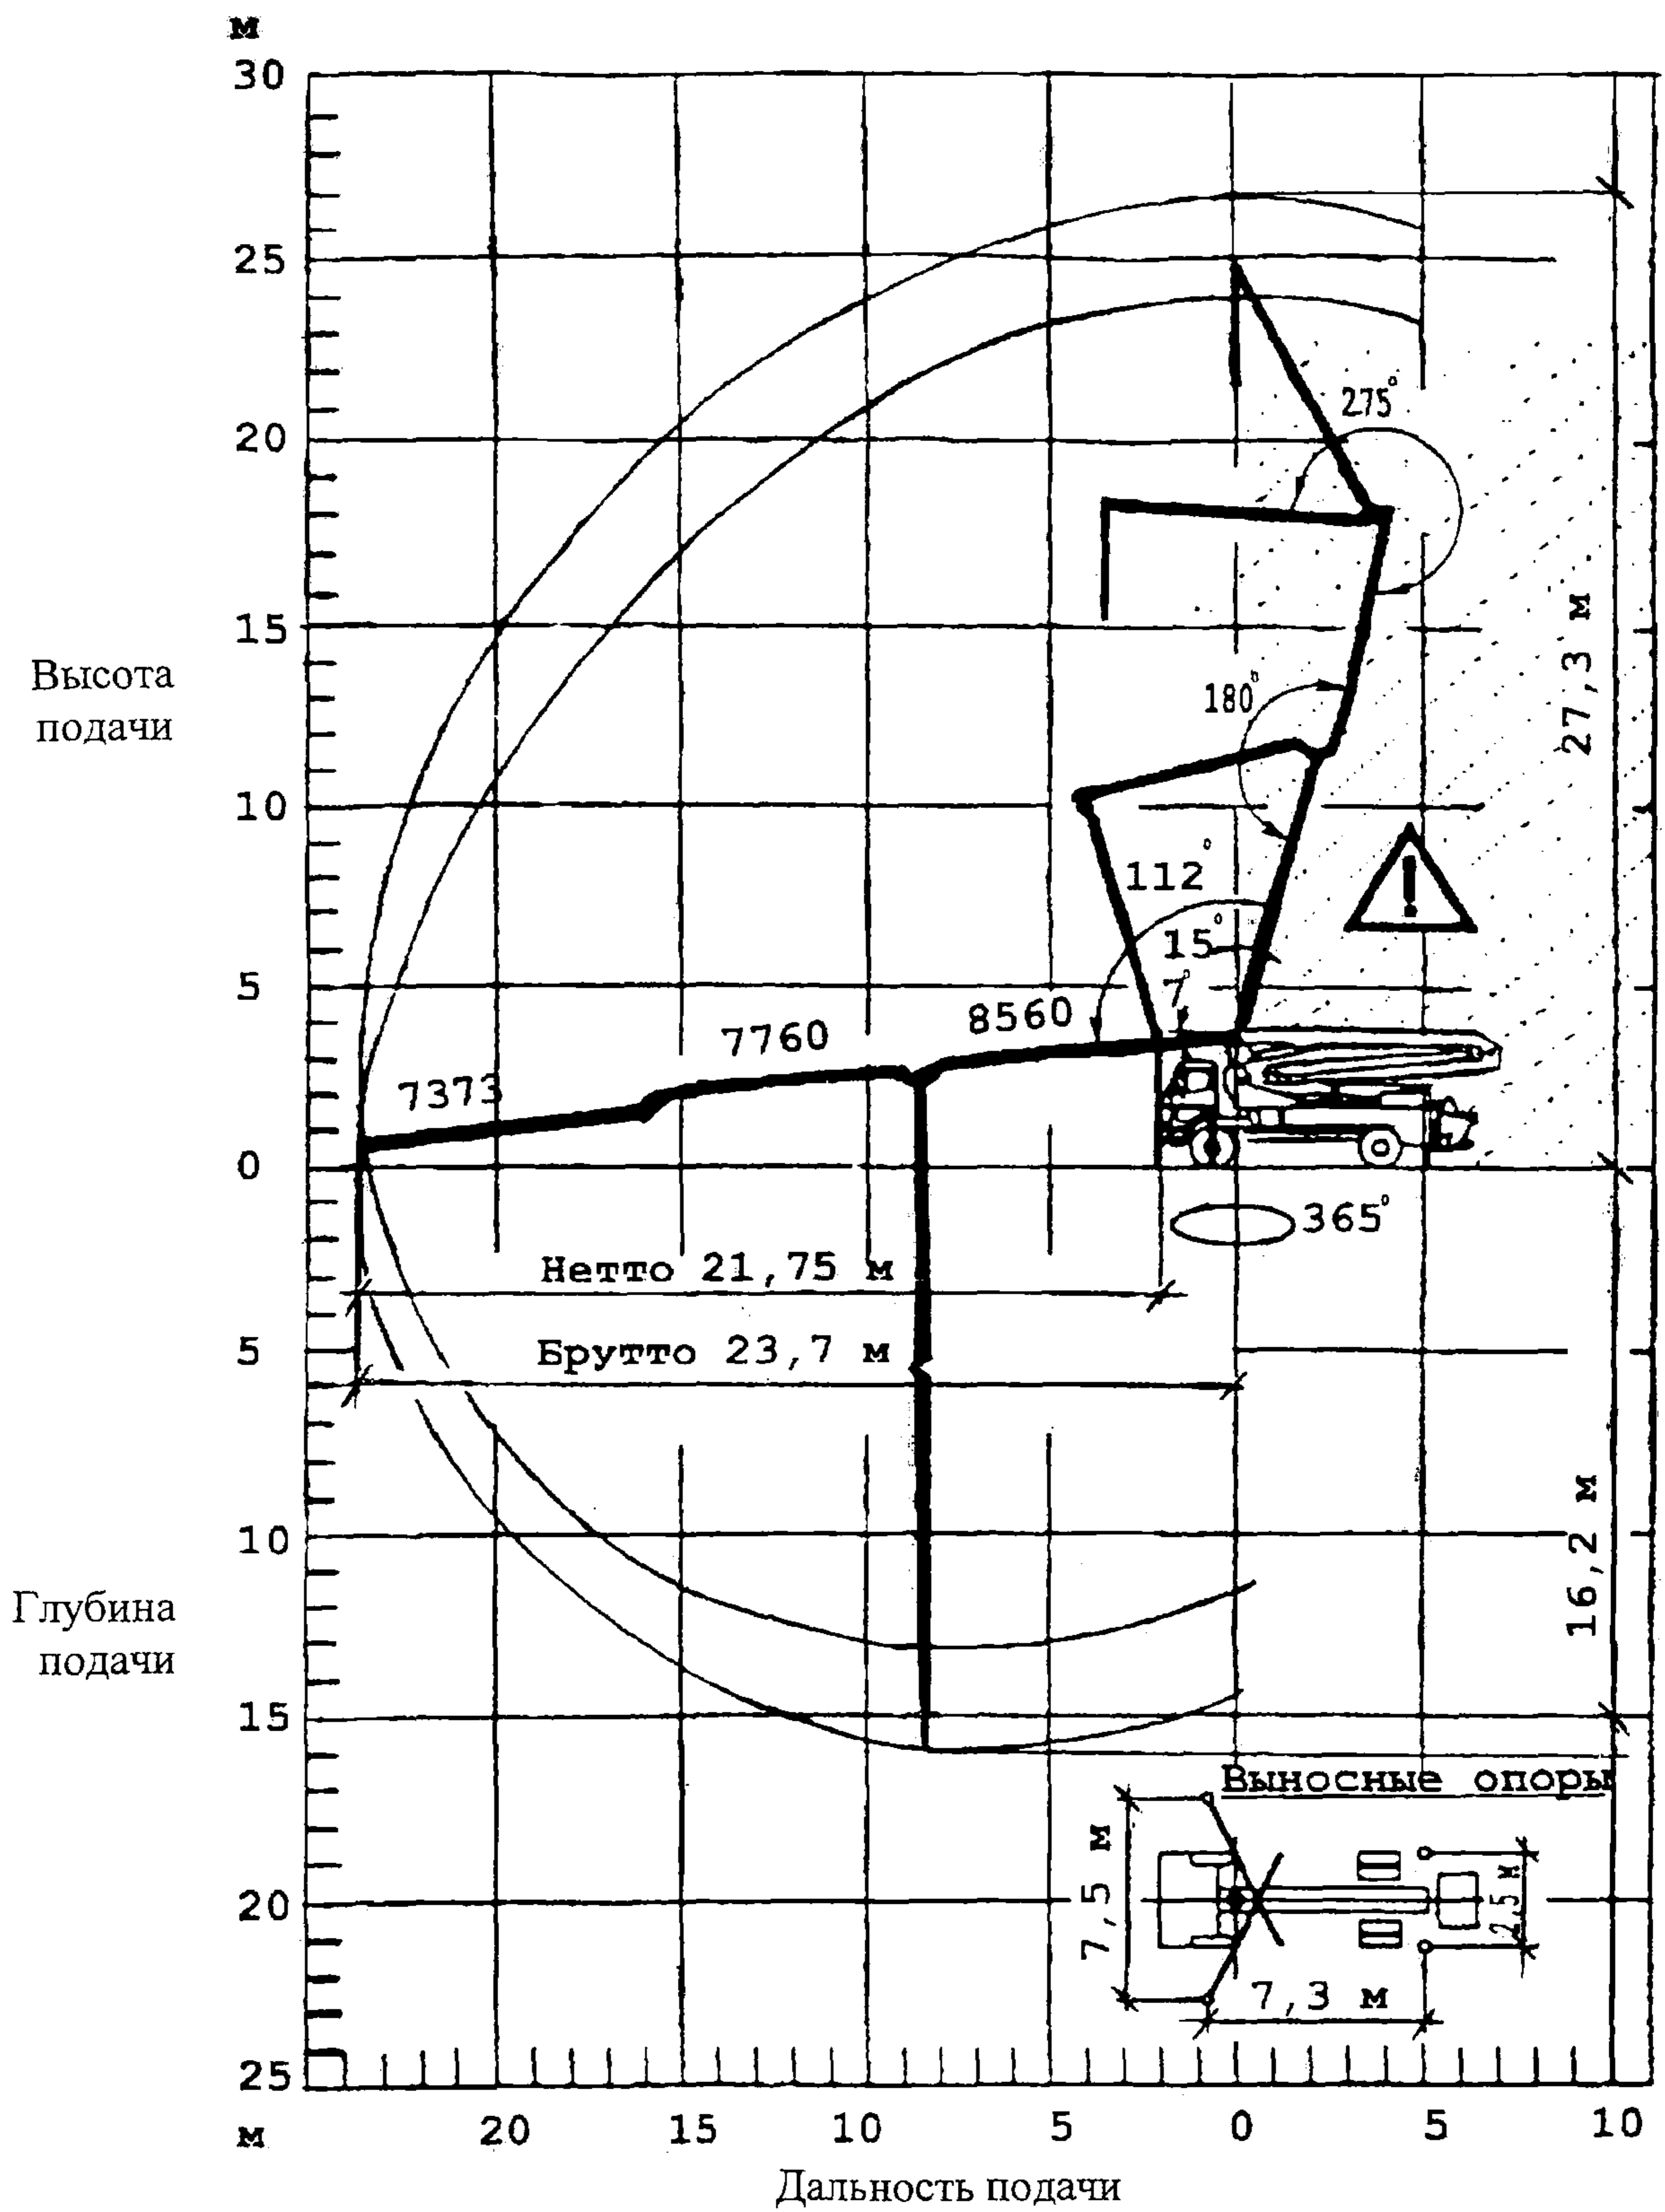 м
30
25
20
15
10
5
0
5
10
15
20
25
м
Высота
подачи
Глубина
подачи
275°
180°
112°
15°
7°
8560
7760
7373
365°
27,3 м
16,2 м
!
Нетто 21,75 м
Брутто 23,7 м
Выносные опоры
7,5 м
2,5 м
7,3 м
20 15 10 5 0 5 10
Дальность подачи